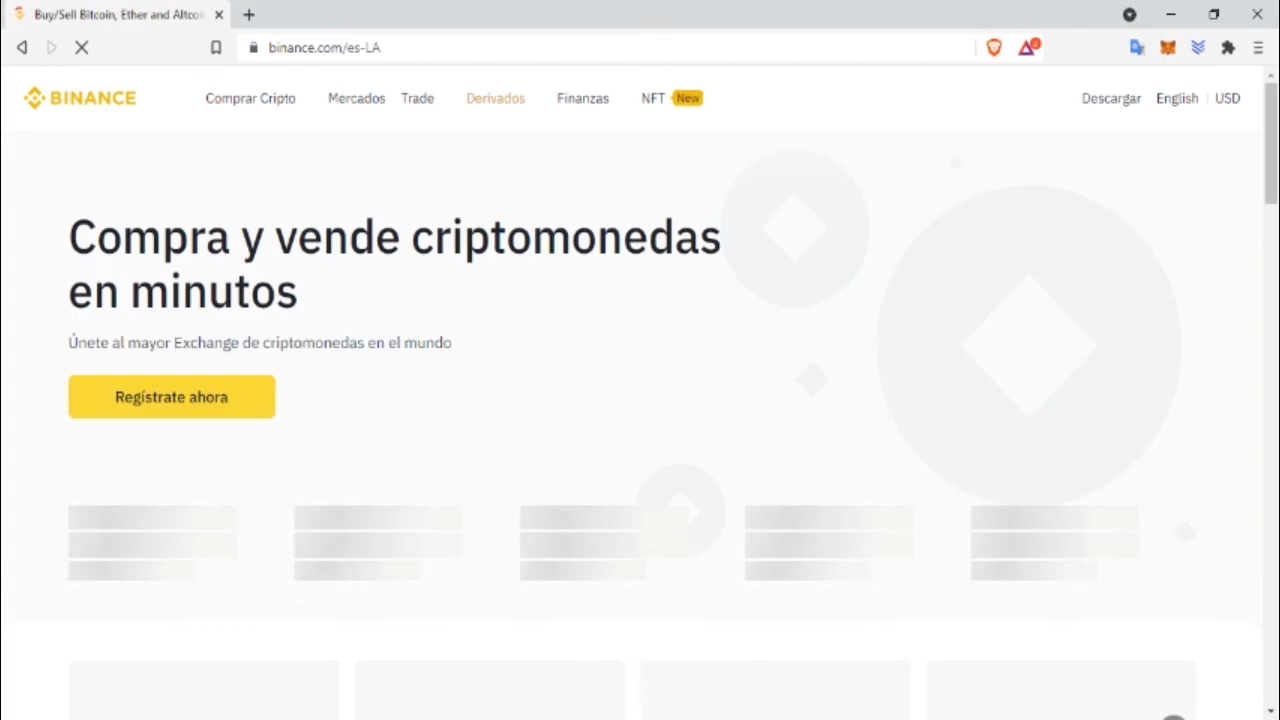 Buy/Sell Bitcoin, Ether and Altcoi
binance.com/es-LA
2
BINANCE
Comprar Cripto Mercados Trade Derivados Finanzas NFT New Descargar English USD
Compra y vende criptomonedas
en minutos
Únete al mayor Exchange de criptomonedas en el mundo
Regístrate ahora